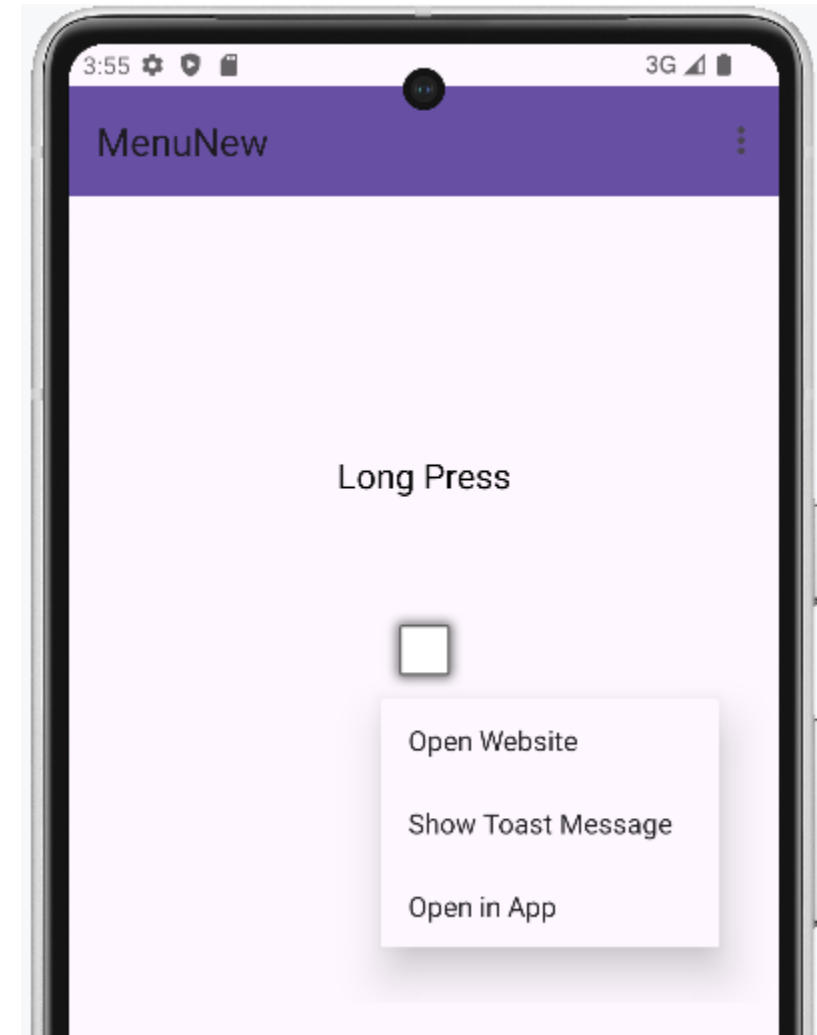 3:55 3G
MenuNew
Long Press
Open Website
Show Toast Message
Open in App